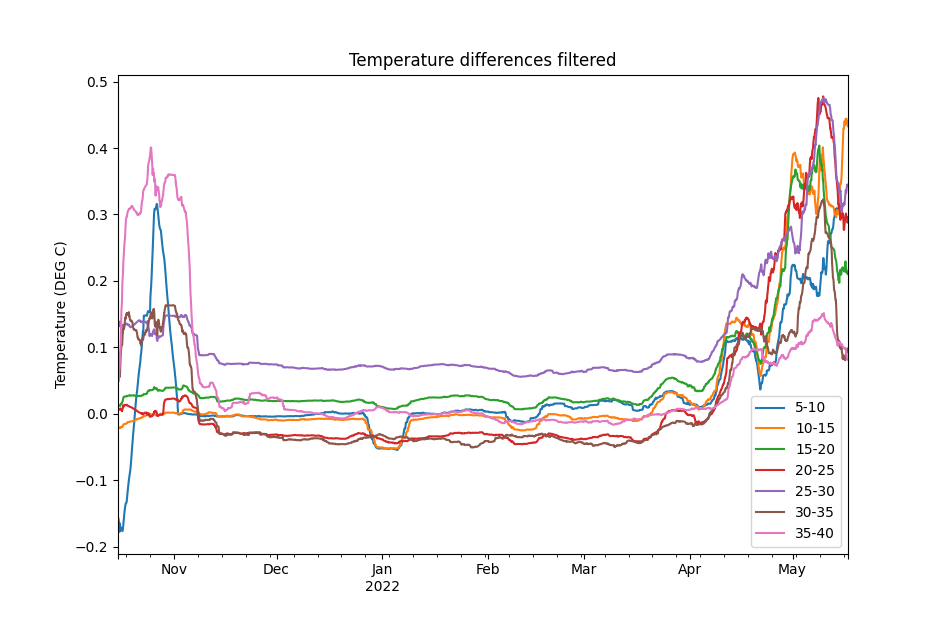 Temperature differences filtered
Temperature (DEG C)
0.5
0.4
0.3
0.2
0.1
0.0
−0.1
−0.2
Nov
Dec
Jan
2022
Feb
Mar
Apr
May
5-10
10-15
15-20
20-25
25-30
30-35
35-40